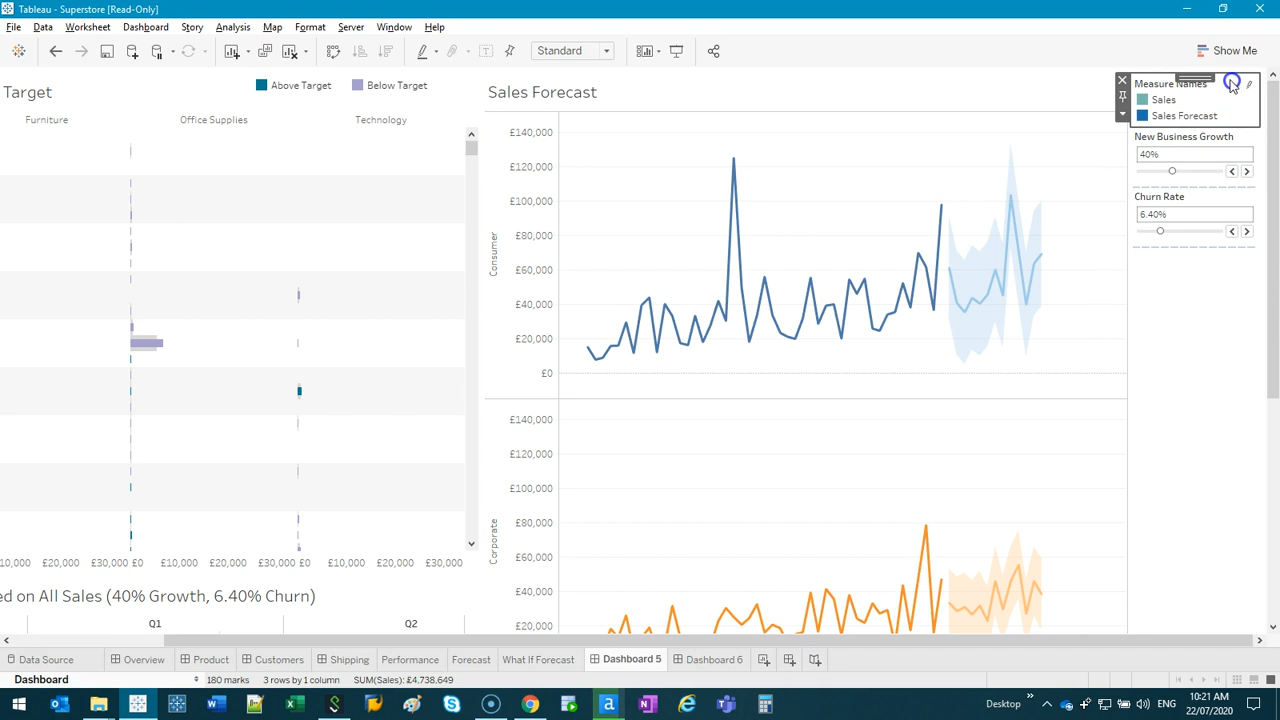 Tableau - Superstore [Read-Only]
File Data Worksheet Dashboard Story Analysis Map Format Server Window Help
Standard
Show Me
Target
Above Target
Below Target
Furniture
Office Supplies
Technology
10,000 £20,000 £30,000 £0 £10,000 £20,000 £30,000 £0 £10,000 £20,000 £30,000
ed on All Sales (40% Growth, 6.40% Churn)
Q1
Q2
Sales Forecast
£140,000
£120,000
£100,000
£80,000
£60,000
£40,000
£20,000
£0
Consumer
£140,000
£120,000
£100,000
£80,000
£60,000
£40,000
£20,000
Corporate
Measure Names
Sales
Sales Forecast
New Business Growth
40%
Churn Rate
6.40%
Data Source Overview Product Customers Shipping Performance Forecast What If Forecast Dashboard 5 Dashboard 6
Dashboard
180 marks 3 rows by 1 column SUM(Sales): £4,738,649
Desktop
ENG
10:21 AM
22/07/2020